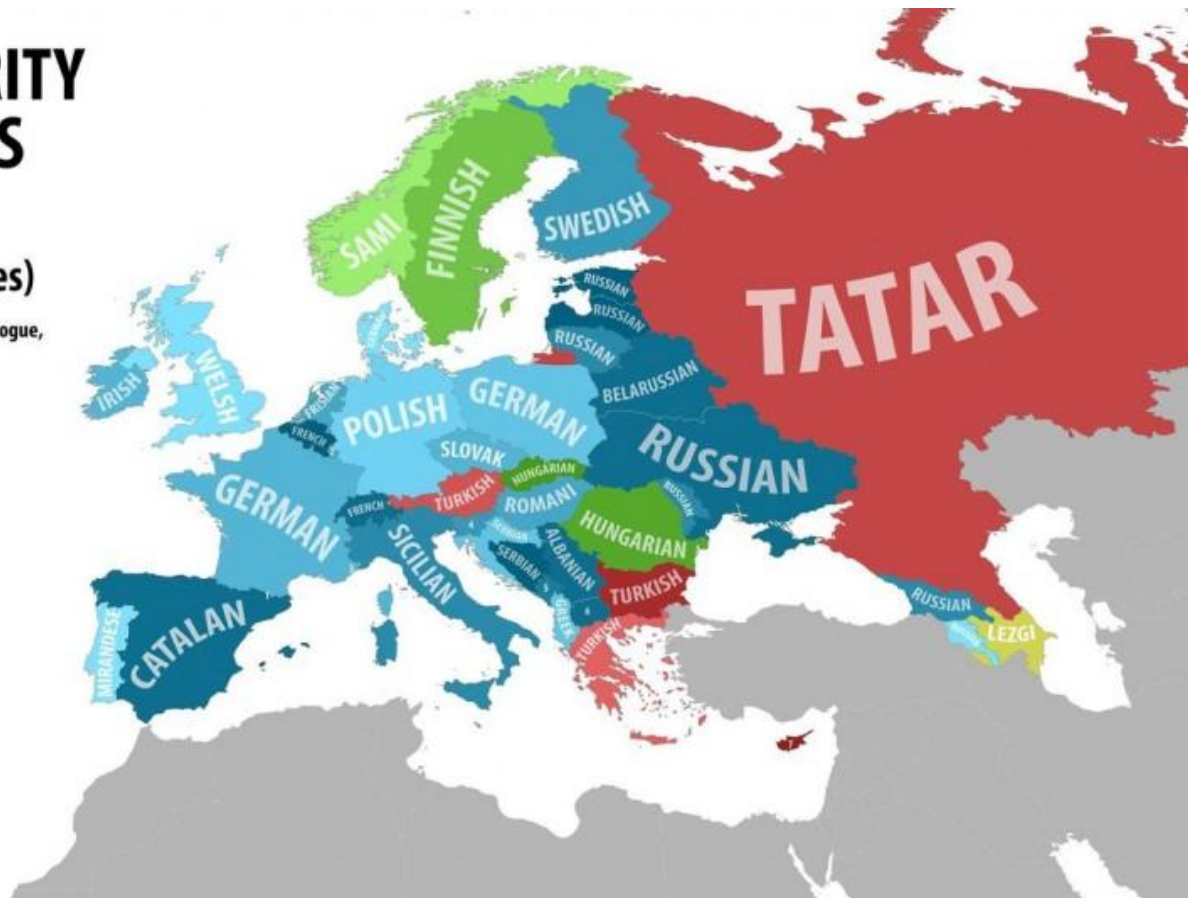 RITY
S
es)
ogue,
SAMI
FINNISH
SWEDISH
TATAR
RUSSIAN
RUSSIAN
RUSSIAN
BELARUSSIAN
IRISH
WELSH
FRISIAN
FRENCH
POLISH
GERMAN
SLOVAK
HUNGARIAN
RUSSIAN
GERMAN
FRENCH
TURKISH
ROMANI
RUSSIAN
HUNGARIAN
SICILIAN
SERBIAN
ALBANIAN
TURKISH
GREEK
TURKISH
CATALAN
MIRANDESE
RUSSIAN
LEZGI